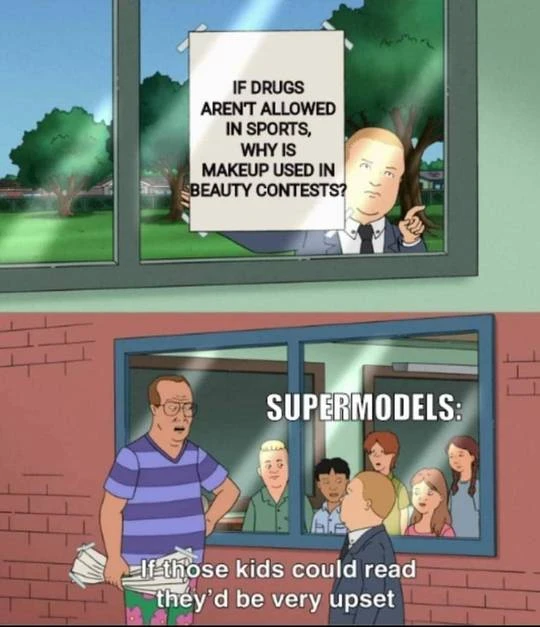 IF DRUGS
AREN'T ALLOWED
IN SPORTS,
WHY IS
MAKEUP USED IN
BEAUTY CONTESTS?
SUPERMODELS:
If those kids could read
they'd be very upset